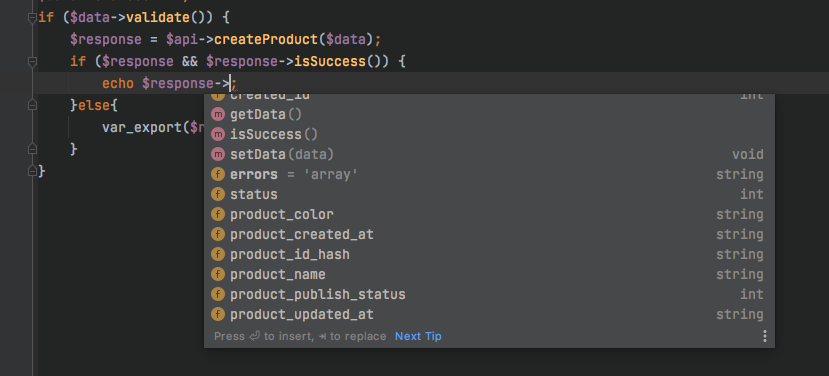 if ($data->validate()) {
$response = $api->createProduct($data);
if ($response && $response->isSuccess()) {
echo $response->;
created_id int
}else{
getData()
var_export($r
isSuccess()
}
setData(data) void
}
errors = 'array' string
status int
product_color string
product_created_at string
product_id_hash string
product_name string
product_publish_status int
product_updated_at string
Press ⏎ to insert, ⇥ to replace Next Tip